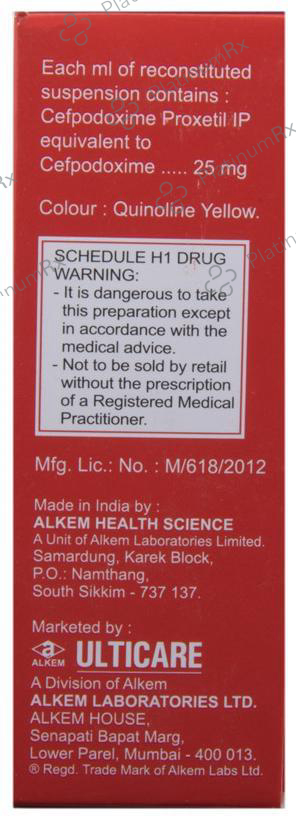 Each ml of reconstituted
suspension contains :
Cefpodoxime Proxetil IP
equivalent to
Cefpodoxime ..... 25 mg
Colour : Quinoline Yellow.
SCHEDULE H1 DRUG
WARNING:
- It is dangerous to take
this preparation except
in accordance with the
medical advice.
- Not to be sold by retail
without the prescription
of a Registered Medical
Practitioner.
Mfg. Lic.: No. : M/618/2012
Made in India by :
ALKEM HEALTH SCIENCE
A Unit of Alkem Laboratories Limited.
Samardung, Karek Block,
P.O.: Namthang,
South Sikkim - 737 137.
Marketed by :
a
ALKEM ULTICARE
A Division of Alkem
ALKEM LABORATORIES LTD.
ALKEM HOUSE,
Senapati Bapat Marg,
Lower Parel, Mumbai - 400 013.
® Regd. Trade Mark of Alkem Labs Ltd.
PlatinumRx